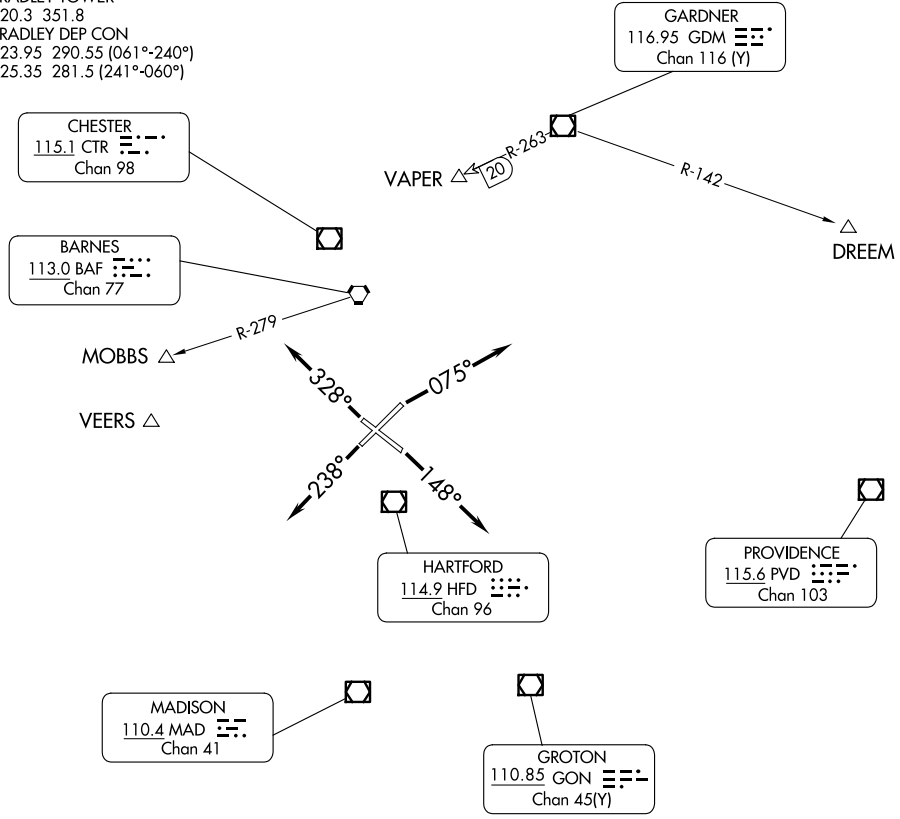 20.3 351.8
RADLEY DEP CON
23.95 290.55 (061°-240°)
25.35 281.5 (241°-060°)
GARDNER
116.95 GDM
Chan 116 (Y)
CHESTER
115.1 CTR
Chan 98
VAPER
20
R-263
R-142
DREEM
BARNES
113.0 BAF
Chan 77
R-279
MOBBS
VEERS
328°
075°
238°
148°
HARTFORD
114.9 HFD
Chan 96
PROVIDENCE
115.6 PVD
Chan 103
MADISON
110.4 MAD
Chan 41
GROTON
110.85 GON
Chan 45(Y)